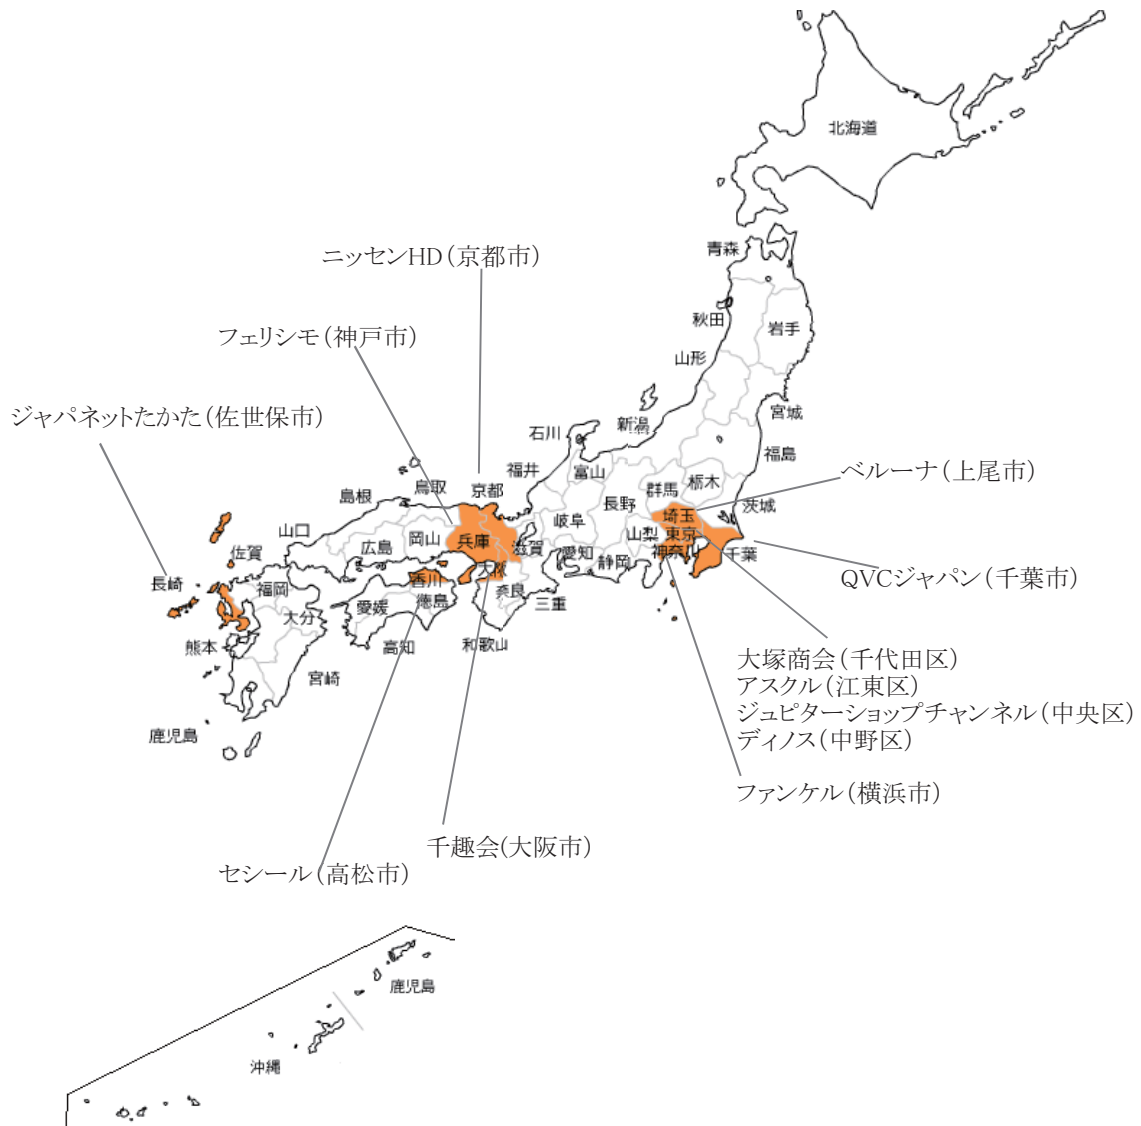 北海道
青森
ニッセンHD(京都市)
秋田
岩手
フェリシモ(神戸市)
山形
ジャパネットたかた(佐世保市)
宮城
新潟
石川
福島
ベルーナ(上尾市)
福井
富山
群馬
栃木
鳥取
京都
島根
長野
茨城
埼玉
山口
岡山
兵庫
岐阜
山梨
東京
広島
滋賀
佐賀
愛知
静岡
神奈川
千葉
QVCジャパン(千葉市)
長崎
福岡
香川
大阪
奈良
三重
愛媛
徳島
大分
熊本
高知
和歌山
宮崎
鹿児島
大塚商会(千代田区)
アスクル(江東区)
ジュピターショップチャンネル(中央区)
ディノス(中野区)
ファンケル(横浜市)
千趣会(大阪市)
セシール(高松市)
鹿児島
沖縄